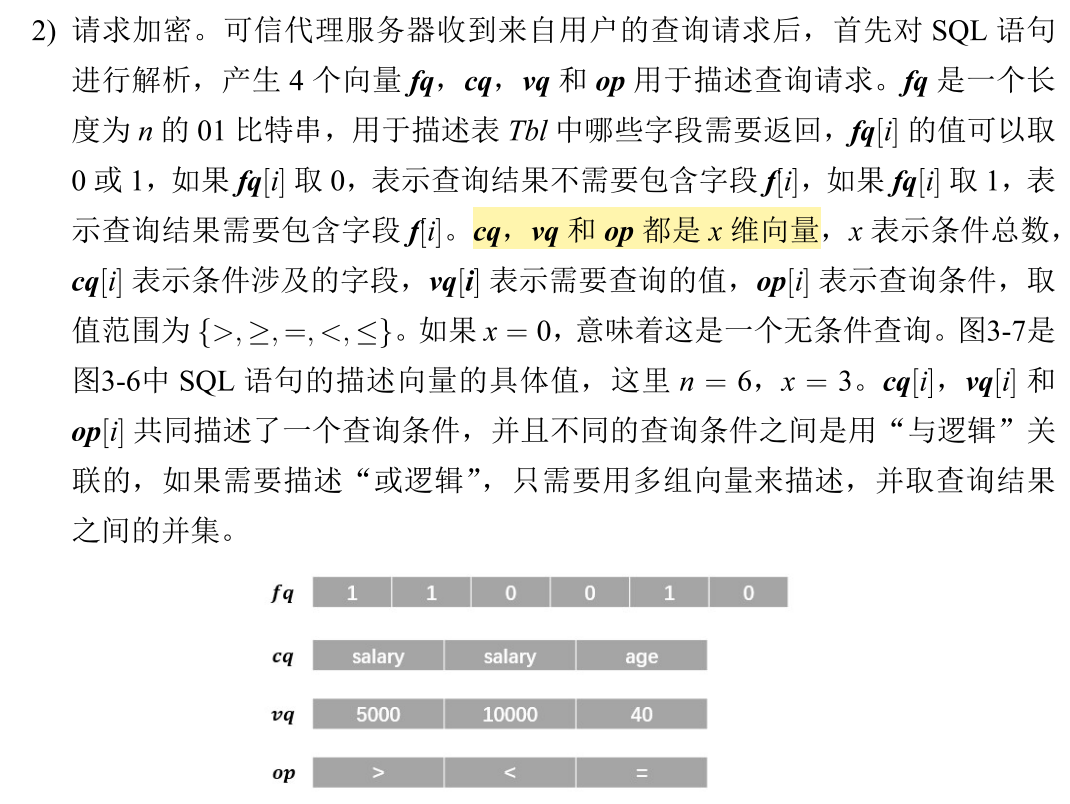 2) 请求加密。可信代理服务器收到来自用户的查询请求后，首先对 SQL 语句
进行解析，产生 4 个向量 fq，cq，vq 和 op 用于描述查询请求。fq 是一个长
度为 n 的 01 比特串，用于描述表 Tbl 中哪些字段需要返回，fq[i] 的值可以取
0 或 1，如果 fq[i] 取 0，表示查询结果不需要包含字段 f[i]，如果 fq[i] 取 1，表
示查询结果需要包含字段 f[i]。cq，vq 和 op 都是 x 维向量，x 表示条件总数，
cq[i] 表示条件涉及的字段，vq[i] 表示需要查询的值，op[i] 表示查询条件，取
值范围为 {>,≥,=,<,≤}。如果 x = 0，意味着这是一个无条件查询。图3-7是
图3-6中 SQL 语句的描述向量的具体值，这里 n = 6，x = 3。cq[i]，vq[i] 和
op[i] 共同描述了一个查询条件，并且不同的查询条件之间是用“与逻辑”关
联的，如果需要描述“或逻辑”，只需要用多组向量来描述，并取查询结果
之间的并集。
fq 1 1 0 0 1 0
cq salary salary age
vq 5000 10000 40
op > < =